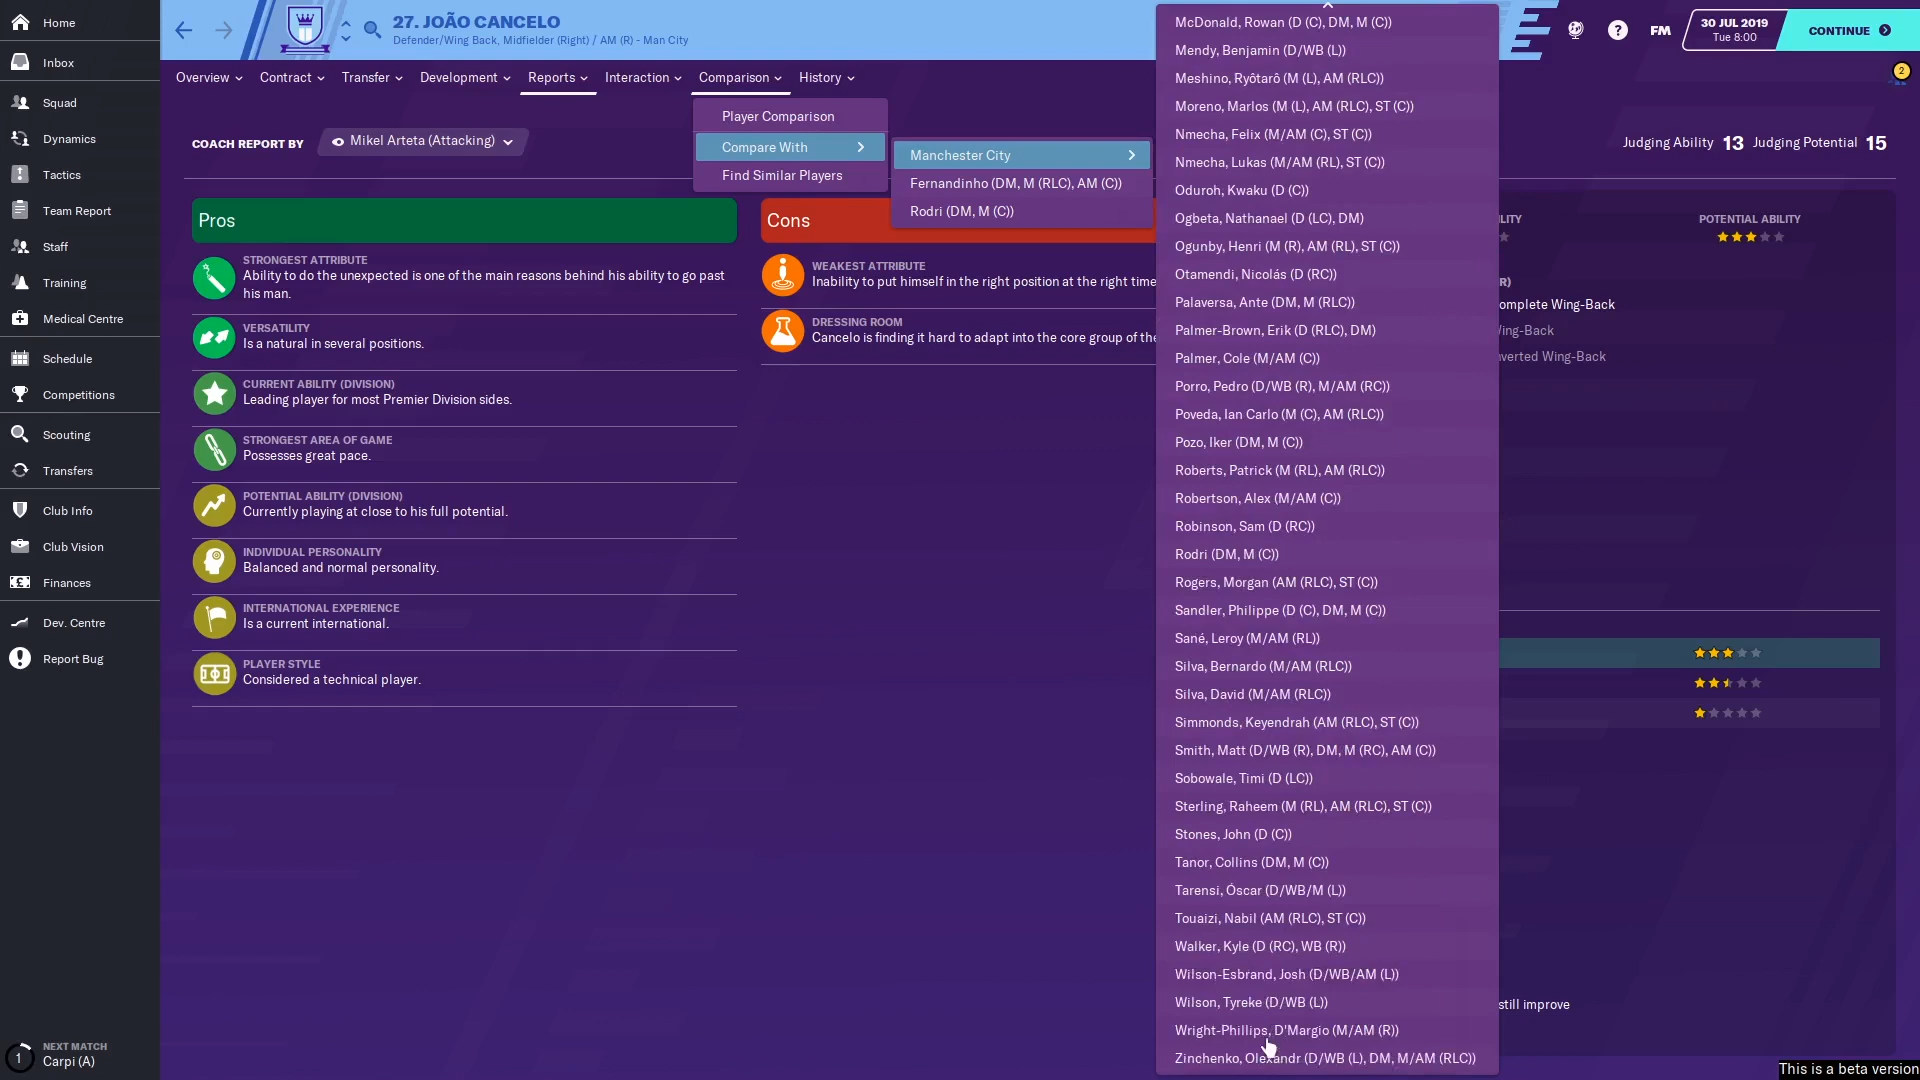 Home
Inbox
Squad
Dynamics
Tactics
Team Report
Staff
Training
Medical Centre
Schedule
Competitions
Scouting
Transfers
Club Info
Club Vision
Finances
Dev. Centre
Report Bug
1
NEXT MATCH
Carpi (A)
27. JOÃO CANCELO
Defender/Wing Back, Midfielder (Right) / AM (R) - Man City
FM
30 JUL 2019
Tue 8:00
CONTINUE
2
Overview
Contract
Transfer
Development
Reports
Interaction
Comparison
History
Player Comparison
Compare With
Find Similar Players
Manchester City
Fernandinho (DM, M (RLC), AM (C))
Rodri (DM, M (C))
COACH REPORT BY
Mikel Arteta (Attacking)
Judging Ability 13 Judging Potential 15
Pros
STRONGEST ATTRIBUTE
Ability to do the unexpected is one of the main reasons behind his ability to go past
his man.
VERSATILITY
Is a natural in several positions.
CURRENT ABILITY (DIVISION)
Leading player for most Premier Division sides.
STRONGEST AREA OF GAME
Possesses great pace.
POTENTIAL ABILITY (DIVISION)
Currently playing at close to his full potential.
INDIVIDUAL PERSONALITY
Balanced and normal personality.
INTERNATIONAL EXPERIENCE
Is a current international.
PLAYER STYLE
Considered a technical player.
Cons
WEAKEST ATTRIBUTE
Inability to put himself in the right position at the right time
DRESSING ROOM
Cancelo is finding it hard to adapt into the core group of the
McDonald, Rowan (D (C), DM, M (C))
Mendy, Benjamin (D/WB (L))
Meshino, Ryôtarô (M (L), AM (RLC))
Moreno, Marlos (M (L), AM (RLC), ST (C))
Nmecha, Felix (M/AM (C), ST (C))
Nmecha, Lukas (M/AM (RL), ST (C))
Oduroh, Kwaku (D (C))
Ogbeta, Nathanael (D (LC), DM)
Ogunby, Henri (M (R), AM (RL), ST (C))
Otamendi, Nicolás (D (RC))
Palaversa, Ante (DM, M (RLC))
Palmer-Brown, Erik (D (RLC), DM)
Palmer, Cole (M/AM (C))
Porro, Pedro (D/WB (R), M/AM (RC))
Poveda, Ian Carlo (M (C), AM (RLC))
Pozo, Iker (DM, M (C))
Roberts, Patrick (M (RL), AM (RLC))
Robertson, Alex (M/AM (C))
Robinson, Sam (D (RC))
Rodri (DM, M (C))
Rogers, Morgan (AM (RLC), ST (C))
Sandler, Philippe (D (C), DM, M (C))
Sané, Leroy (M/AM (RL))
Silva, Bernardo (M/AM (RLC))
Silva, David (M/AM (RLC))
Simmonds, Keyendrah (AM (RLC), ST (C))
Smith, Matt (D/WB (R), DM, M (RC), AM (C))
Sobowale, Timi (D (LC))
Sterling, Raheem (M (RL), AM (RLC), ST (C))
Stones, John (D (C))
Tanor, Collins (DM, M (C))
Tarensi, Óscar (D/WB/M (L))
Touaizi, Nabil (AM (RLC), ST (C))
Walker, Kyle (D (RC), WB (R))
Wilson-Esbrand, Josh (D/WB/AM (L))
Wilson, Tyreke (D/WB (L))
Wright-Phillips, D'Margio (M/AM (R))
Zinchenko, Olexandr (D/WB (L), DM, M/AM (RLC))
ILITY
POTENTIAL ABILITY
R)
omplete Wing-Back
Wing-Back
nverted Wing-Back
still improve
This is a beta version